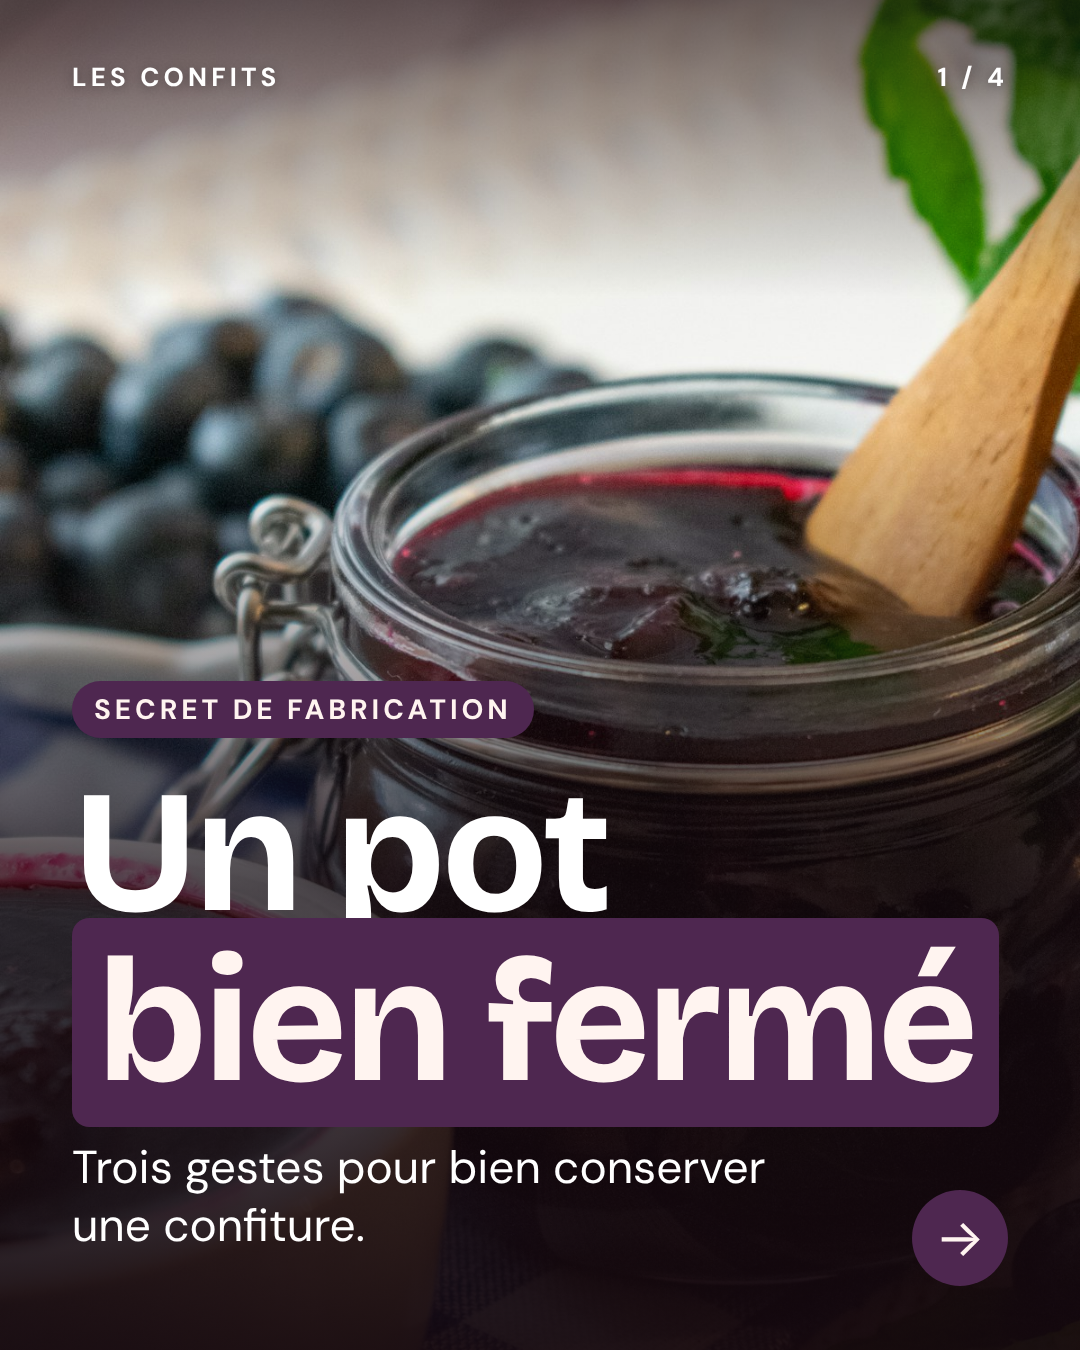 LES CONFITS
1 / 4
SECRET DE FABRICATION
Un pot
bien fermé
Trois gestes pour bien conserver
une confiture.